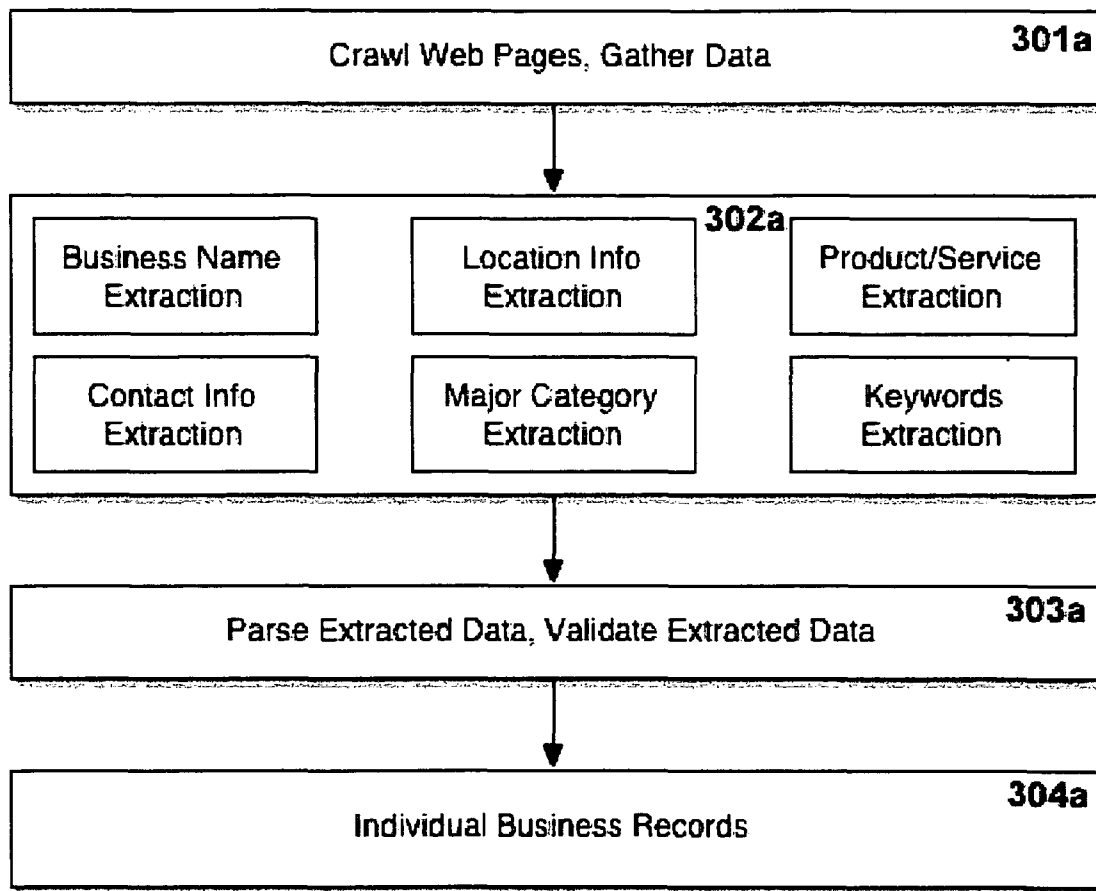 301a
Crawl Web Pages, Gather Data
302a
Business Name
Extraction
Location Info
Extraction
Product/Service
Extraction
Contact Info
Extraction
Major Category
Extraction
Keywords
Extraction
303a
Parse Extracted Data, Validate Extracted Data
304a
Individual Business Records